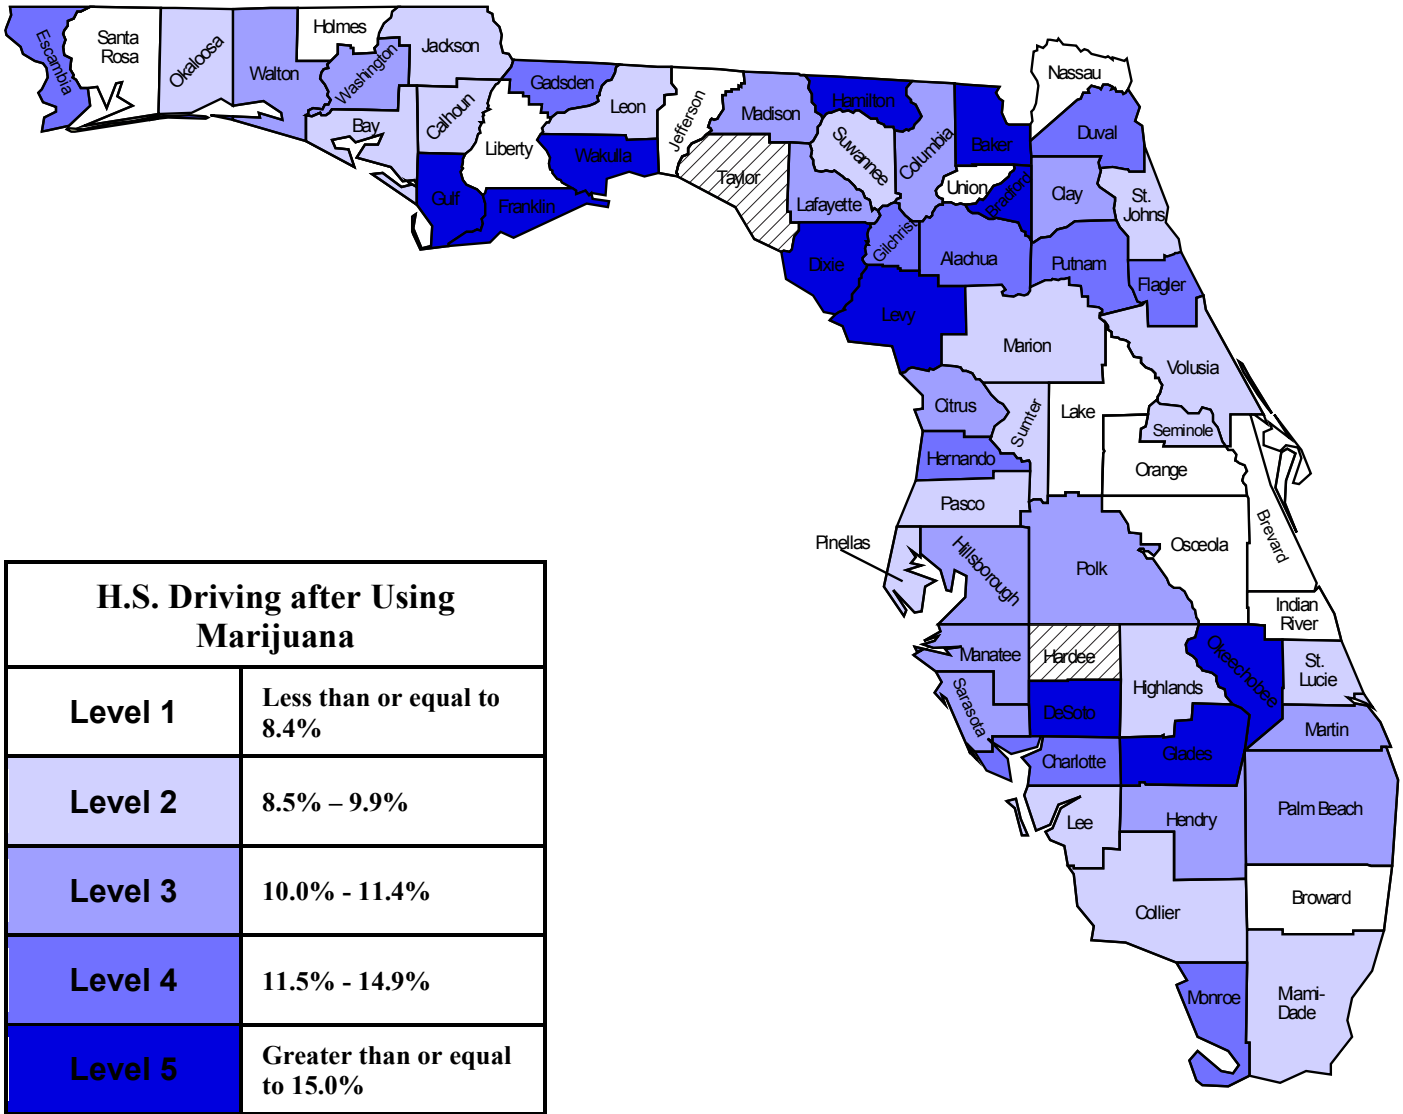 Holmes
Santa
Rosa
Escambia
Okaloosa
Walton
Washington
Jackson
Calhoun
Bay
Gadsden
Leon
Liberty
Wakulla
Gulf
Franklin
Jefferson
Madison
Taylor
Hamilton
Suwannee
Columbia
Lafayette
Baker
Union
Bradford
Nassau
Duval
Clay
St.
Johns
Gilchrist
Alachua
Putnam
Flagler
Dixie
Levy
Marion
Volusia
Citrus
Sumter
Lake
Seminole
Hernando
Orange
Pasco
Pinellas
Hillsborough
Polk
Osceola
Brevard
Indian
River
Manatee
Hardee
Highlands
Okeechobee
St.
Lucie
Sarasota
DeSoto
Martin
Charlotte
Glades
Lee
Hendry
Palm Beach
Collier
Broward
Monroe
Miami-
Dade
H.S. Driving after Using
Marijuana
Level 1
Less than or equal to
8.4%
Level 2
8.5% – 9.9%
Level 3
10.0% - 11.4%
Level 4
11.5% - 14.9%
Level 5
Greater than or equal
to 15.0%